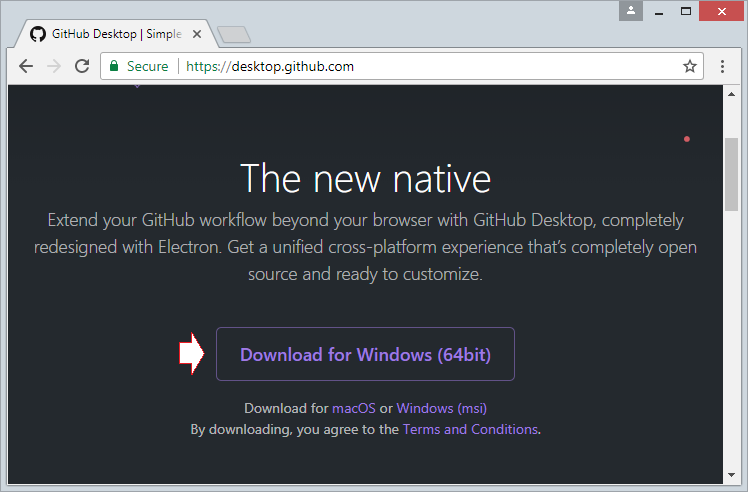 GitHub Desktop | Simple
Secure | https://desktop.github.com
The new native
Extend your GitHub workflow beyond your browser with GitHub Desktop, completely
redesigned with Electron. Get a unified cross-platform experience that's completely open
source and ready to customize.
Download for Windows (64bit)
Download for macOS or Windows (msi)
By downloading, you agree to the Terms and Conditions.